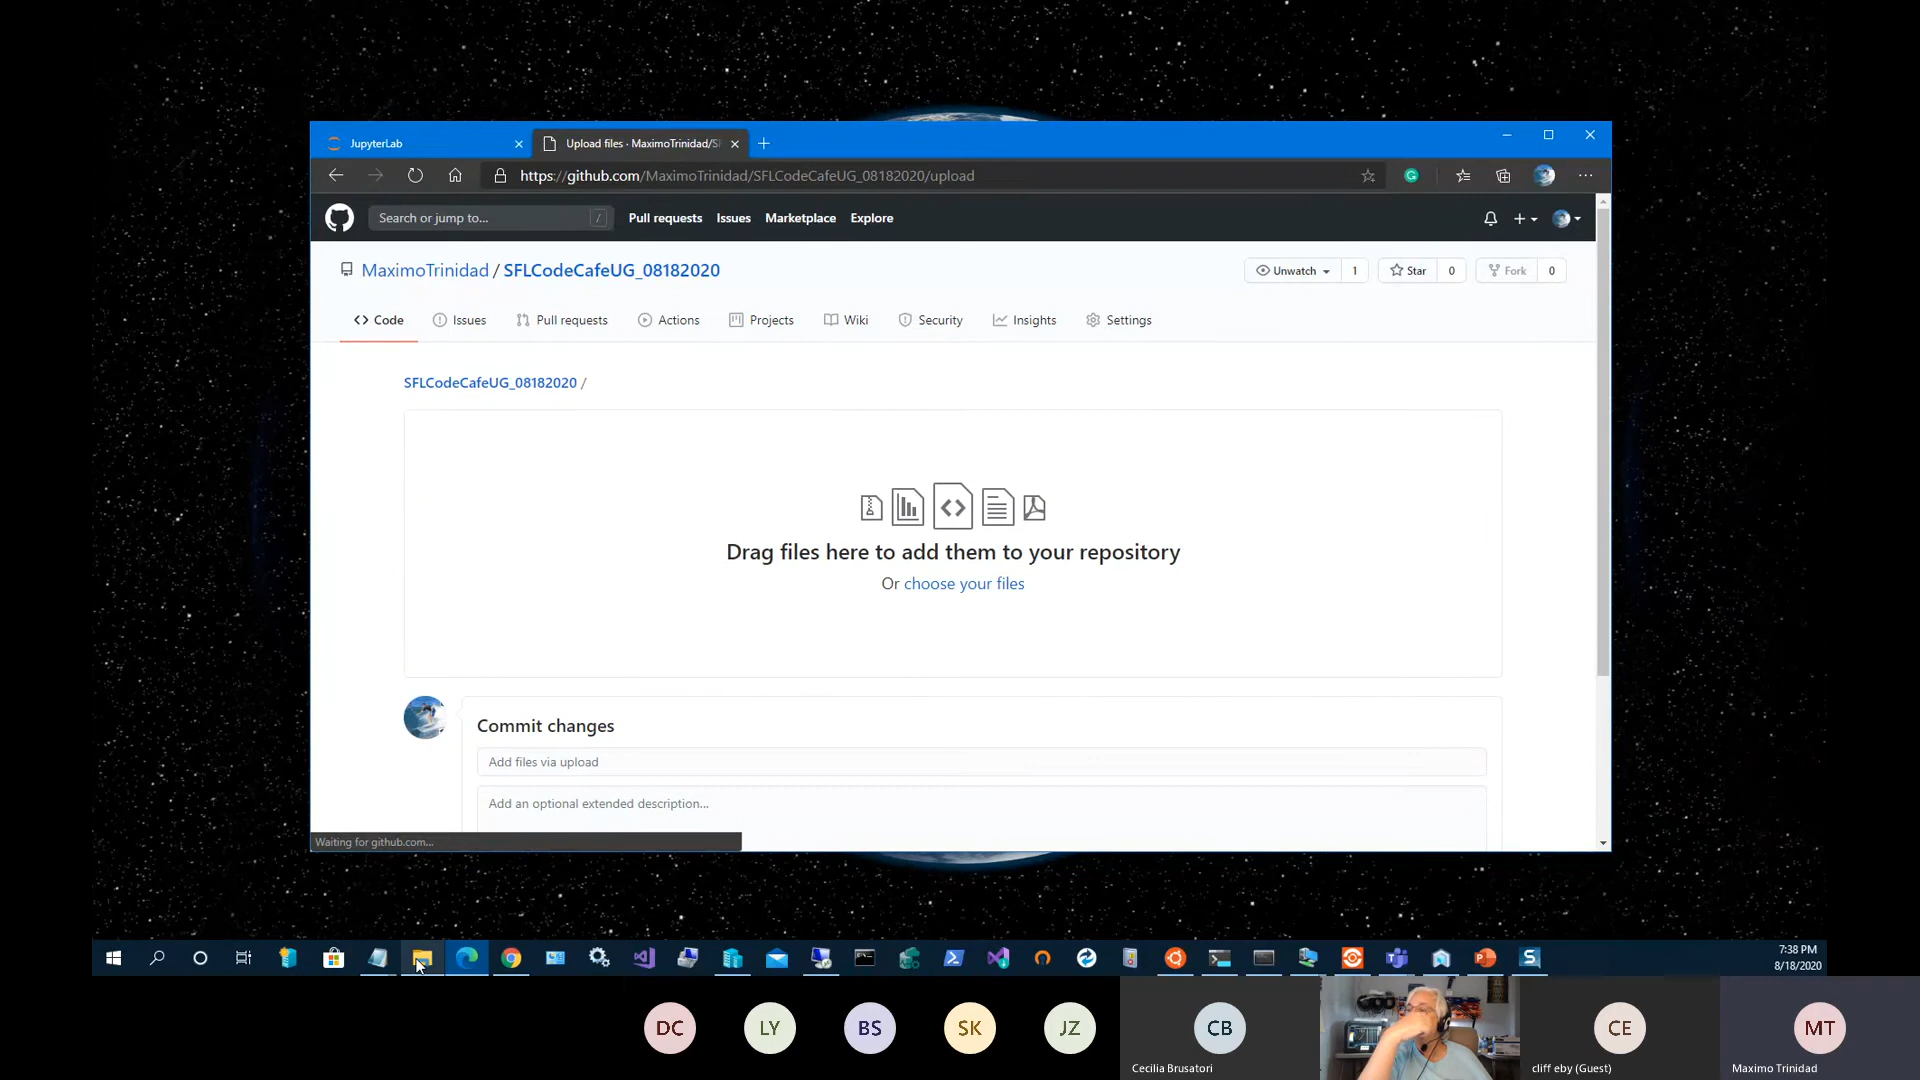 JupyterLab
Upload files · MaximoTrinidad/SF
https://github.com/MaximoTrinidad/SFLCodeCafeUG_08182020/upload
Search or jump to...
/
Pull requests
Issues
Marketplace
Explore
MaximoTrinidad / SFLCodeCafeUG_08182020
Unwatch
1
Star
0
Fork
0
Code
Issues
Pull requests
Actions
Projects
Wiki
Security
Insights
Settings
SFLCodeCafeUG_08182020 /
Drag files here to add them to your repository
Or choose your files
Commit changes
Add files via upload
Add an optional extended description...
Waiting for github.com...
7:38 PM
8/18/2020
DC
LY
BS
SK
JZ
CB
CE
MT
Cecilia Brusatori
cliff eby (Guest)
Maximo Trinidad